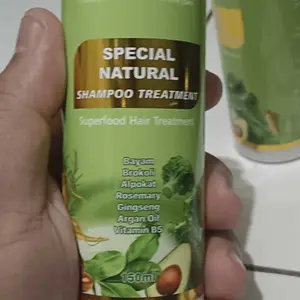 SPECIAL
NATURAL
SHAMPOO TREATMENT
Superfood Hair Treatment
Bayam
Brokoli
Alpokat
Rosemary
Gingseng
Argan Oil
Vitamin B5
150ml